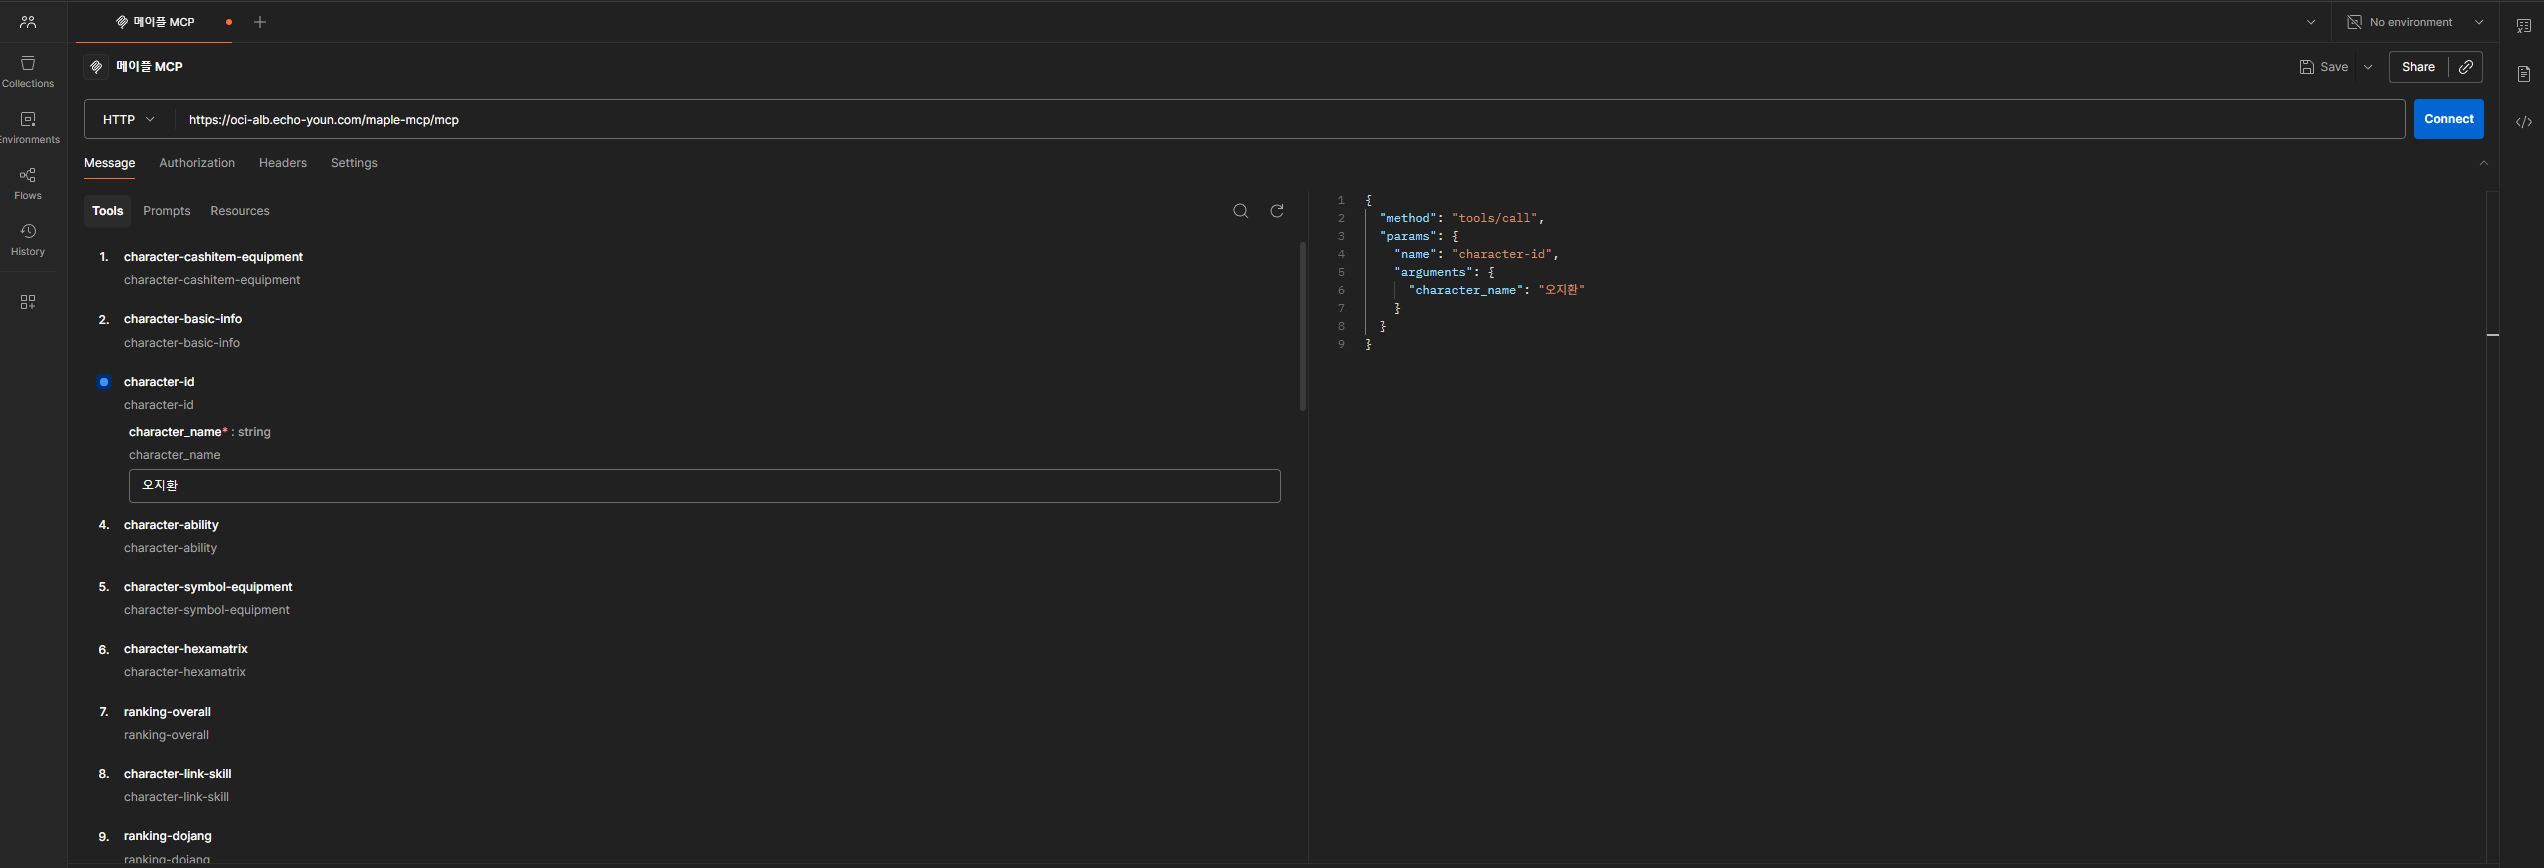 메이플 MCP
No environment
Collections
Environments
Flows
History
메이플 MCP
Save
Share
HTTP
https://oci-alb.echo-youn.com/maple-mcp/mcp
Connect
Message
Authorization
Headers
Settings
Tools
Prompts
Resources
1. character-cashitem-equipment
character-cashitem-equipment
2. character-basic-info
character-basic-info
character-id
character-id
character_name* : string
character_name
오지환
4. character-ability
character-ability
5. character-symbol-equipment
character-symbol-equipment
6. character-hexamatrix
character-hexamatrix
7. ranking-overall
ranking-overall
8. character-link-skill
character-link-skill
9. ranking-dojang
ranking-dojang
1 {
2 "method": "tools/call",
3 "params": {
4 "name": "character-id",
5 "arguments": {
6 "character_name": "오지환"
7 }
8 }
9 }